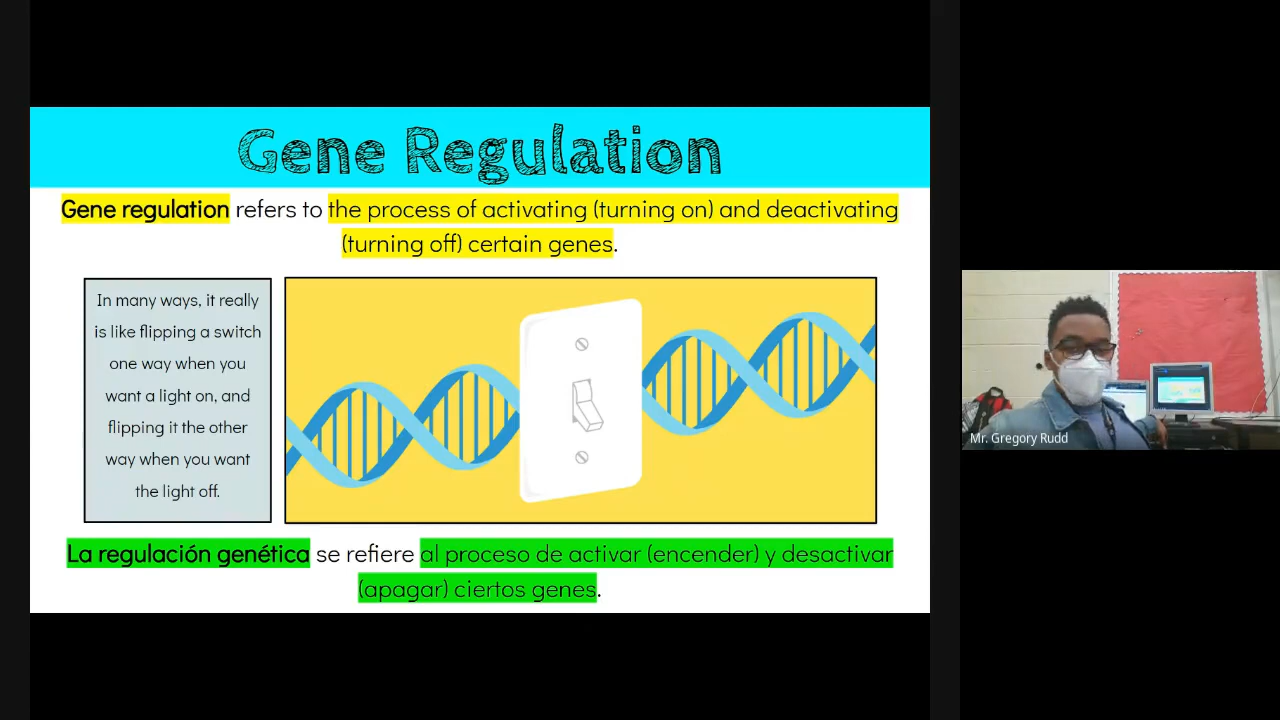 Gene Regulation
Gene regulation refers to the process of activating (turning on) and deactivating
(turning off) certain genes.
In many ways, it really
is like flipping a switch
one way when you
want a light on, and
flipping it the other
way when you want
the light off.
La regulación genética se refiere al proceso de activar (encender) y desactivar
(apagar) ciertos genes.
Mr. Gregory Rudd